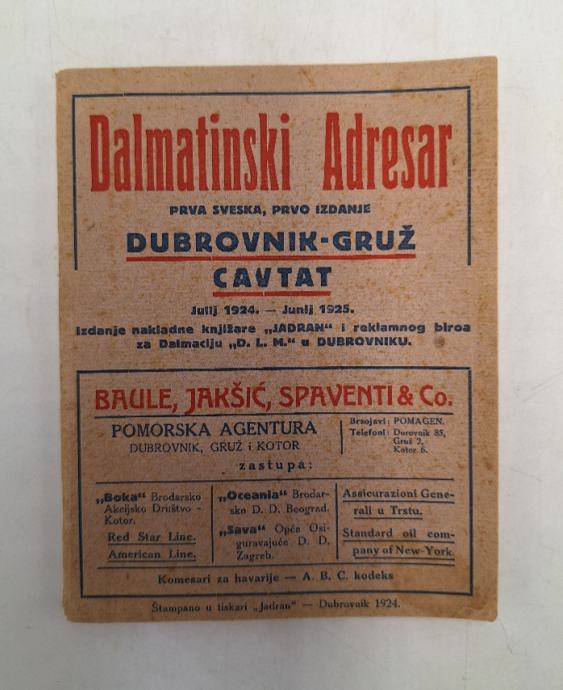 Dalmatinski Adresar
PRVA SVESKA, PRVO IZDANJE
DUBROVNIK-GRUŽ
CAVTAT
Julij 1924. — Junij 1925.
Izdanje nakladne knjižare „JADRAN“ i reklamnog biroa
za Dalmaciju „D. L. M.“ u DUBROVNIKU.
BAULE, JAKŠIĆ, SPAVENTI & Co.
POMORSKA AGENTURA
DUBROVNIK, GRUŽ i KOTOR
Brzojavi: POMAGEN.
Telefoni: Durovnik 85,
Gruž 2,
Kotor 6.
zastupa:
„Boka“ Brodarsko
Akcijsko Društvo -
Kotor.
Red Star Line.
American Line.
„Oceania“ Brodar-
sko D. D. Beograd.
„Sava“ Opće Osi-
guravajuće D. D.
Zagreb.
Assicurazioni Gene-
rali u Trstu.
Standard oil com-
pany of New-York.
Komesari za havarije — A. B. C. kodeks
Štampano u tiskari „Jadran“ — Dubrovnik 1924.